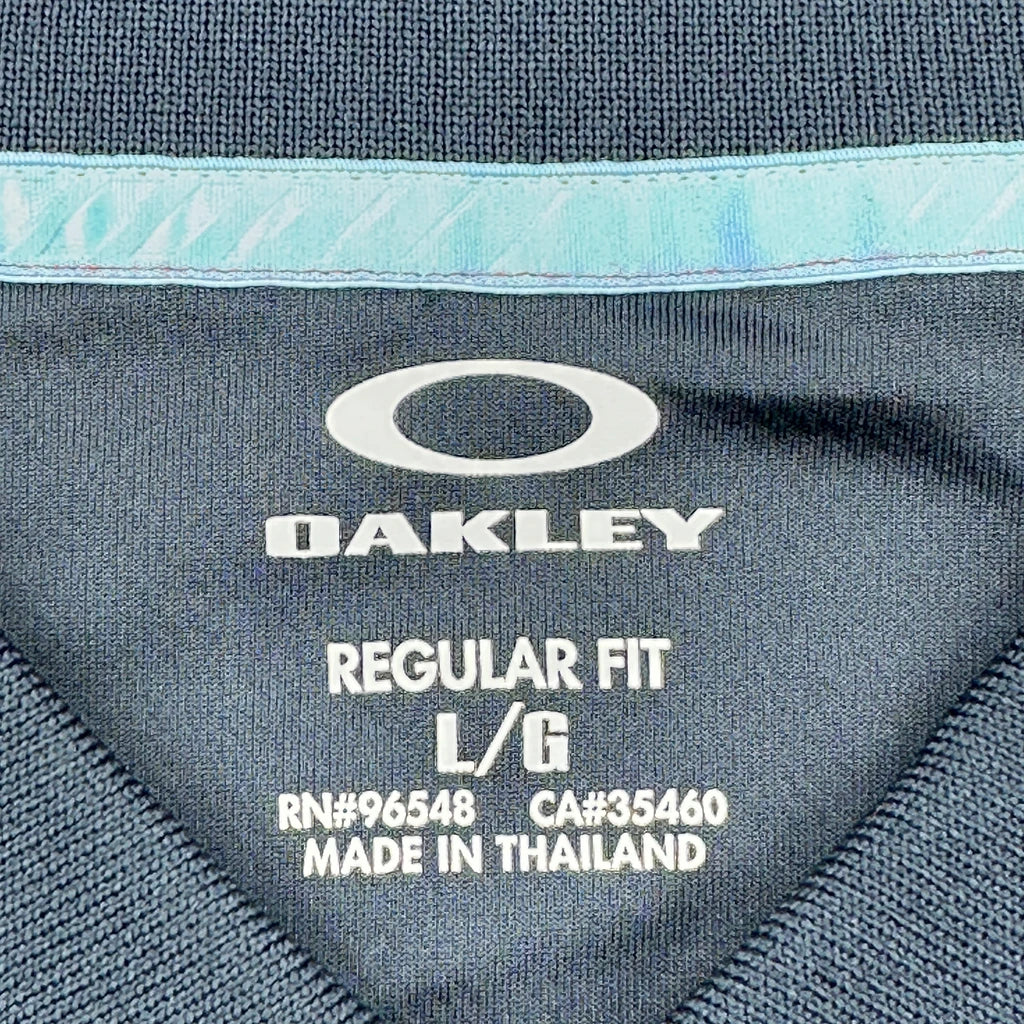 OAKLEY
REGULAR FIT
L/G
RN#96548 CA#35460
MADE IN THAILAND